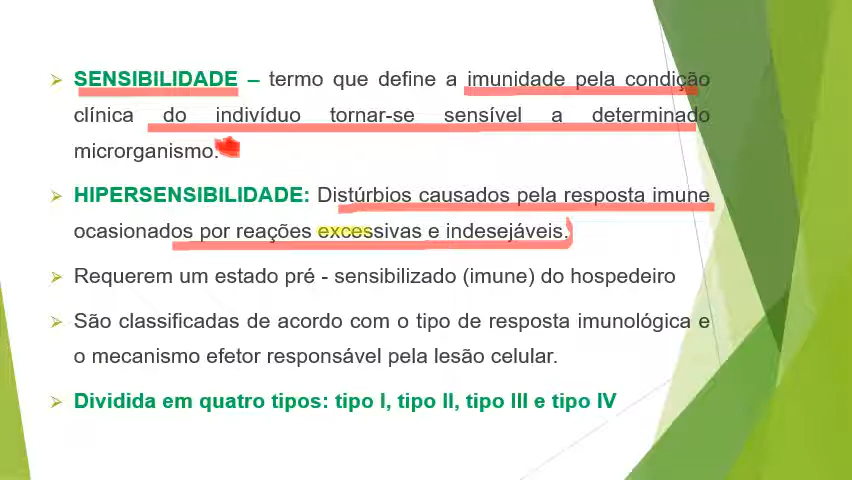 SENSIBILIDADE – termo que define a imunidade pela condição
clínica do indivíduo tornar-se sensível a determinado
microrganismo.
HIPERSENSIBILIDADE: Distúrbios causados pela resposta imune
ocasionados por reações excessivas e indesejáveis.
Requerem um estado pré - sensibilizado (imune) do hospedeiro
São classificadas de acordo com o tipo de resposta imunológica e
o mecanismo efetor responsável pela lesão celular.
Dividida em quatro tipos: tipo I, tipo II, tipo III e tipo IV